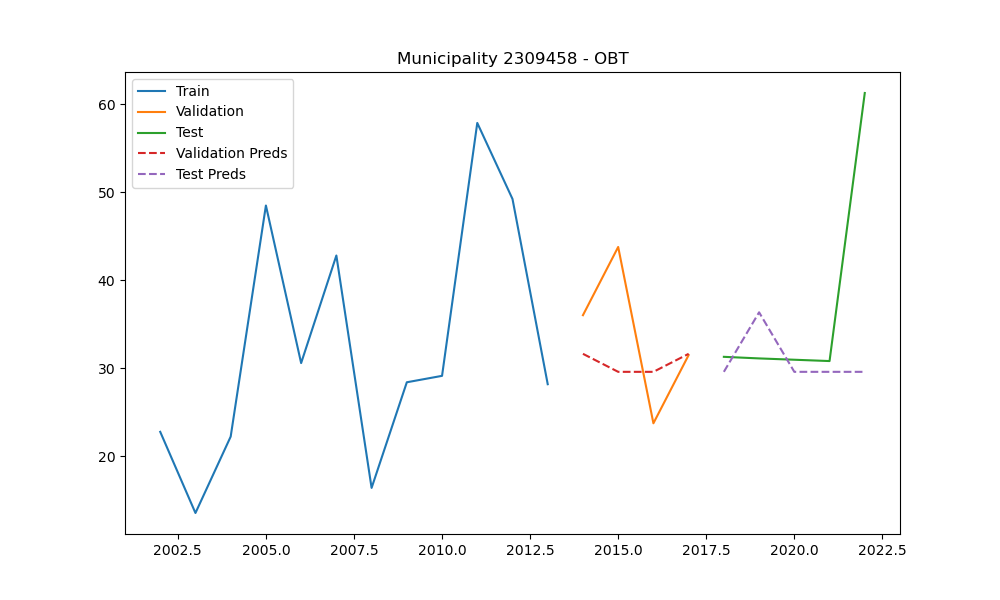 Municipality 2309458 - OBT
Train
Validation
Test
Validation Preds
Test Preds
60
50
40
30
20
2002.5 2005.0 2007.5 2010.0 2012.5 2015.0 2017.5 2020.0 2022.5